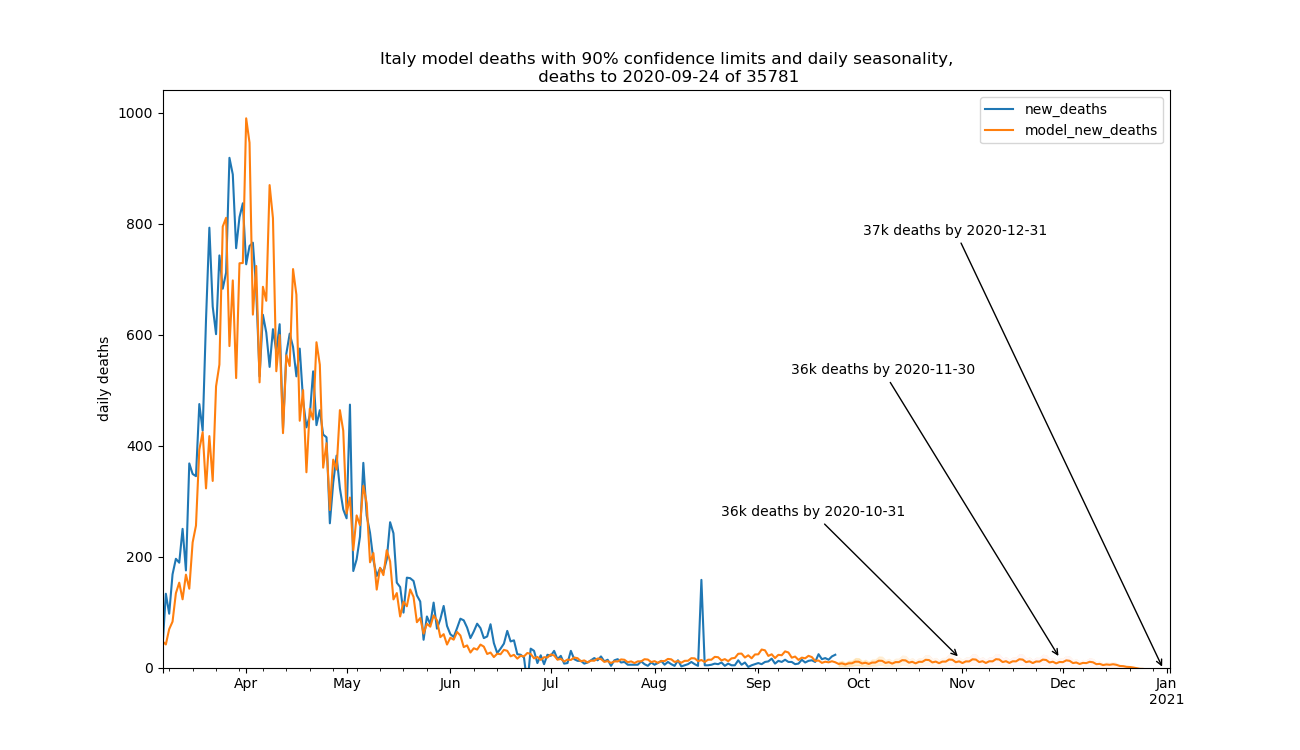 Italy model deaths with 90% confidence limits and daily seasonality,
deaths to 2020-09-24 of 35781
new_deaths
model_new_deaths
daily deaths
1000
800
600
400
200
0
37k deaths by 2020-12-31
36k deaths by 2020-11-30
36k deaths by 2020-10-31
Apr May Jun Jul Aug Sep Oct Nov Dec Jan
2021